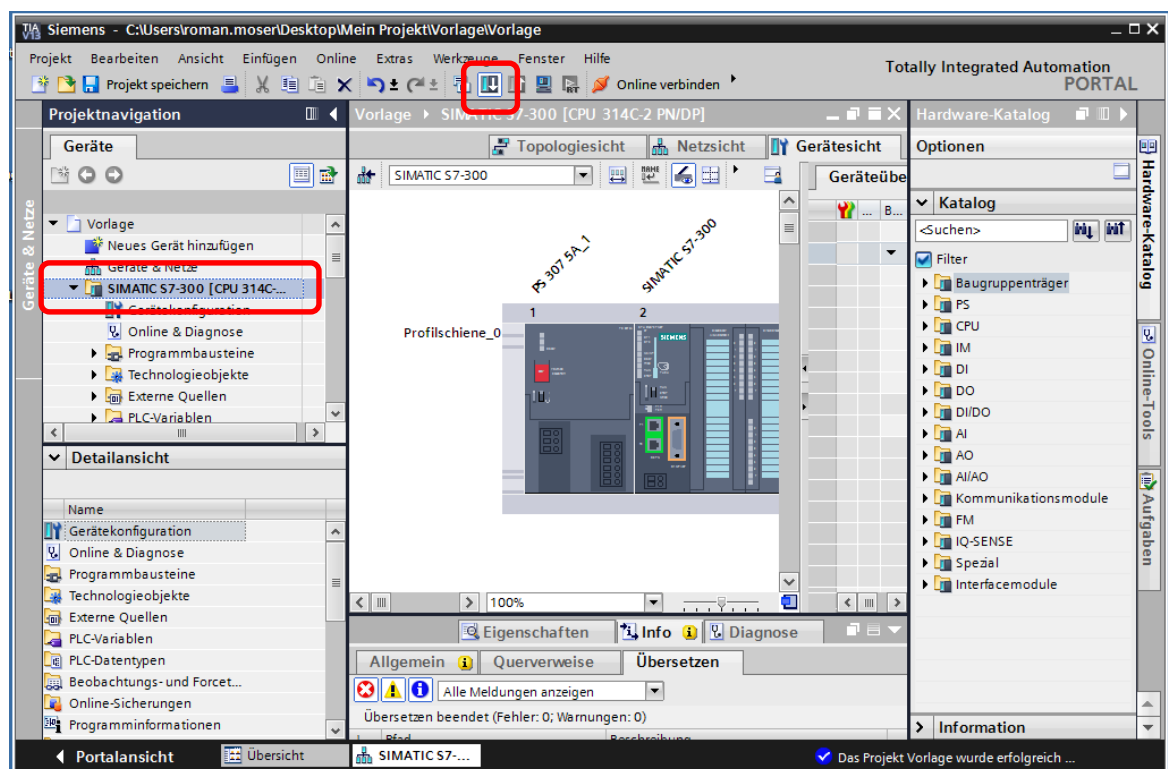 Siemens - C:\Users\roman.moser\Desktop\Mein Projekt\Vorlage\Vorlage
Projekt Bearbeiten Ansicht Einfügen Online Extras Werkzeuge Fenster Hilfe
Totally Integrated Automation
PORTAL
Projekt speichern
Online verbinden
Projektnavigation
Geräte
Geräte & Netze
Vorlage
Neues Gerät hinzufügen
Geräte & Netze
SIMATIC S7-300 [CPU 314C-...
Gerätekonfiguration
Online & Diagnose
Programmbausteine
Technologieobjekte
Externe Quellen
PLC-Variablen
Detailansicht
Name
Gerätekonfiguration
Online & Diagnose
Programmbausteine
Technologieobjekte
Externe Quellen
PLC-Variablen
PLC-Datentypen
Beobachtungs- und Forcet...
Online-Sicherungen
Programminformationen
Vorlage SIMATIC S7-300 [CPU 314C-2 PN/DP]
Topologiesicht Netzsicht Gerätesicht
SIMATIC S7-300
Geräteübe
... B...
PS 307 5A_1
SIMATIC S7-300
1 2
Profilschiene_0
SIEMENS
100%
Eigenschaften Info Diagnose
Allgemein Querverweise Übersetzen
Alle Meldungen anzeigen
Übersetzen beendet (Fehler: 0; Warnungen: 0)
! Pfad Beschreibung
Hardware-Katalog
Optionen
Katalog
<Suchen>
Filter
Baugruppenträger
PS
CPU
IM
DI
DO
DI/DO
AI
AO
AI/AO
Kommunikationsmodule
FM
IQ-SENSE
Spezial
Interfacemodule
Information
Hardware-Katalog
Online-Tools
Aufgaben
Portalansicht
Übersicht
SIMATIC S7-...
Das Projekt Vorlage wurde erfolgreich ...